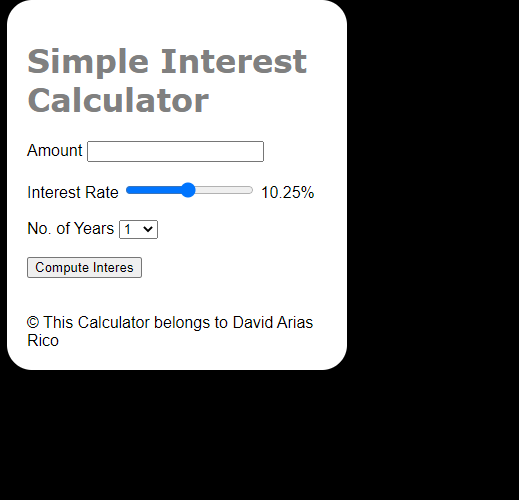 Simple Interest
Calculator
Amount
Interest Rate 10.25%
No. of Years 1
Compute Interes
© This Calculator belongs to David Arias
Rico